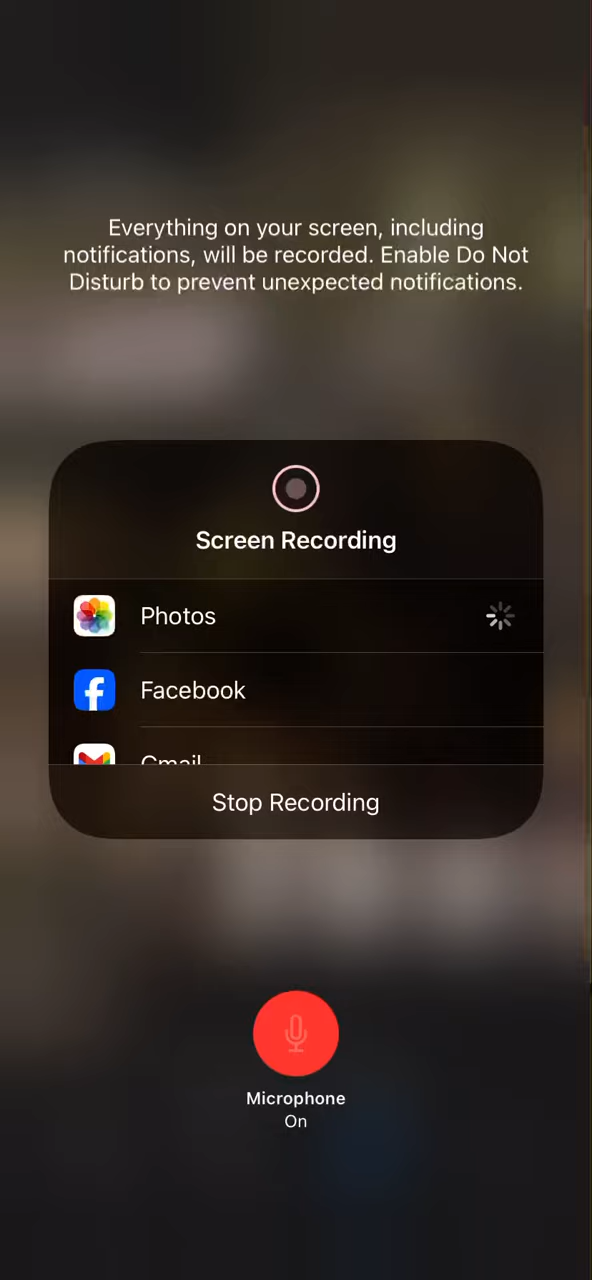 Everything on your screen, including
notifications, will be recorded. Enable Do Not
Disturb to prevent unexpected notifications.
Screen Recording
Photos
Facebook
Gmail
Stop Recording
Microphone
On